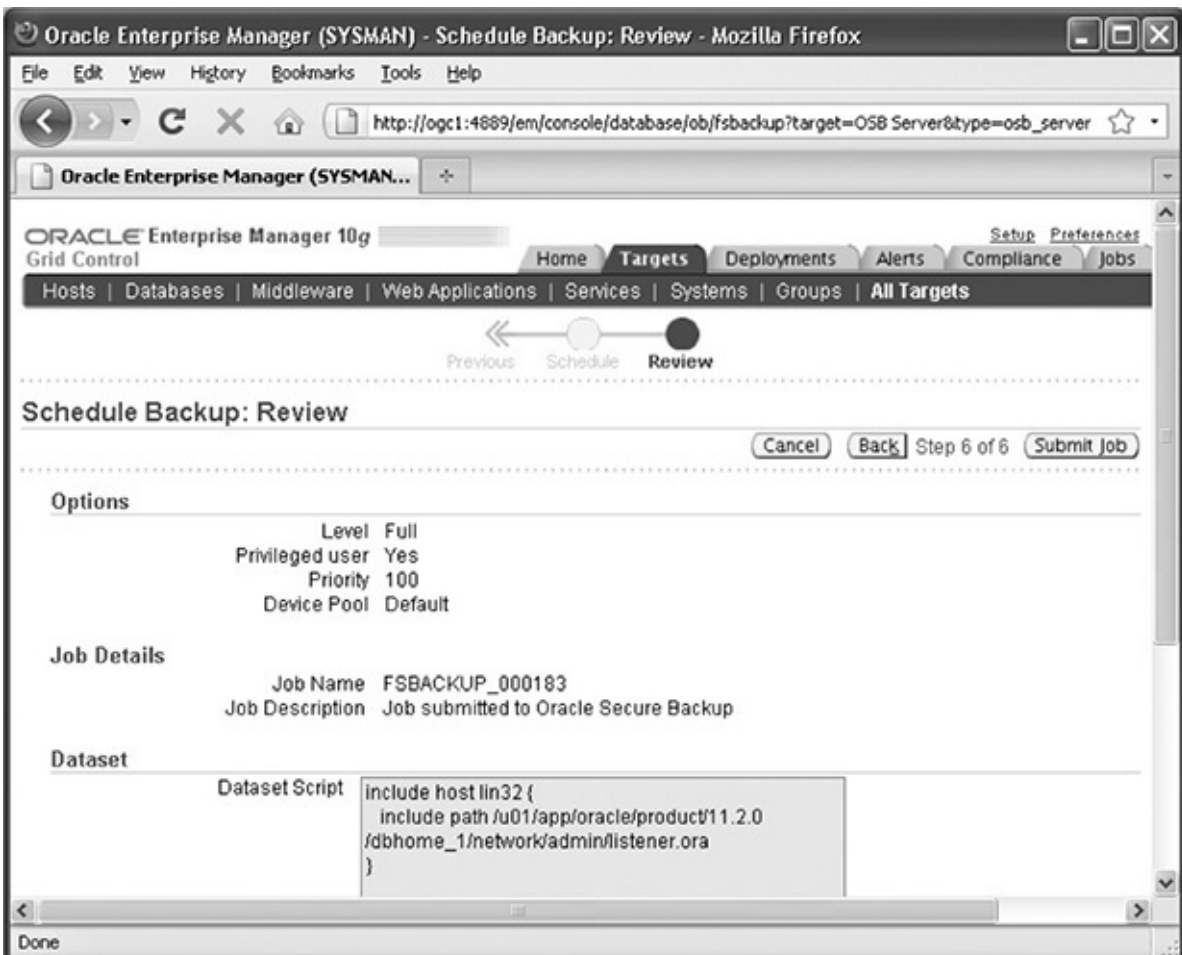 Oracle Enterprise Manager (SYSMAN) - Schedule Backup: Review - Mozilla Firefox
File Edit View History Bookmarks Tools Help
http://ogc1:4889/em/console/database/ob/fsbackup?target=OSB Server&type=osb_server
Oracle Enterprise Manager (SYSMAN...
ORACLE Enterprise Manager 10g
Grid Control
Setup Preferences
Home Targets Deployments Alerts Compliance Jobs
Hosts | Databases | Middleware | Web Applications | Services | Systems | Groups | All Targets
Previous Schedule Review
Schedule Backup: Review
Cancel Back Step 6 of 6 Submit Job
Options
Level Full
Privileged user Yes
Priority 100
Device Pool Default
Job Details
Job Name FSBACKUP_000183
Job Description Job submitted to Oracle Secure Backup
Dataset
Dataset Script include host lin32 {
include path /u01/app/oracle/product/11.2.0
/dbhome_1/network/admin/listener.ora
}
Done